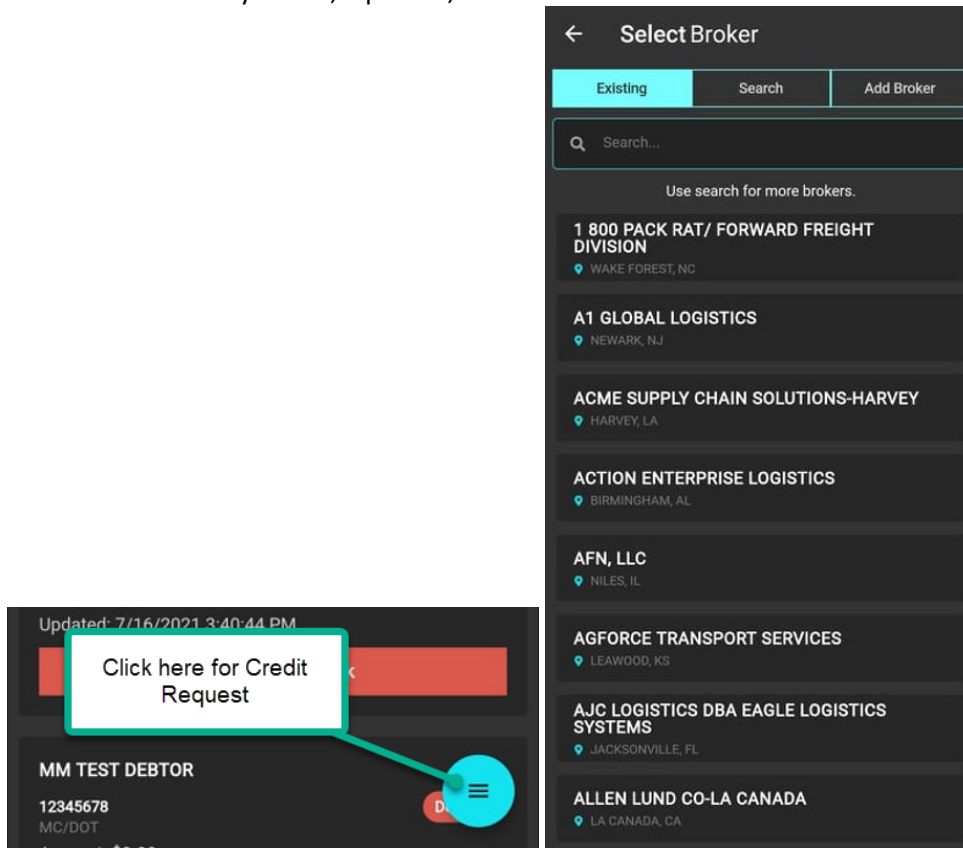 Select Broker
Existing Search Add Broker
Search...
Use search for more brokers.
1 800 PACK RAT/ FORWARD FREIGHT
DIVISION
WAKE FOREST, NC
A1 GLOBAL LOGISTICS
NEWARK, NJ
ACME SUPPLY CHAIN SOLUTIONS-HARVEY
HARVEY, LA
ACTION ENTERPRISE LOGISTICS
BIRMINGHAM, AL
AFN, LLC
NILES, IL
AGFORCE TRANSPORT SERVICES
LEAWOOD, KS
AJC LOGISTICS DBA EAGLE LOGISTICS
SYSTEMS
JACKSONVILLE, FL
ALLEN LUND CO-LA CANADA
LA CANADA, CA
Updated: 7/16/2021 3:40:44 PM
Click here for Credit
Request
MM TEST DEBTOR
12345678
MC/DOT